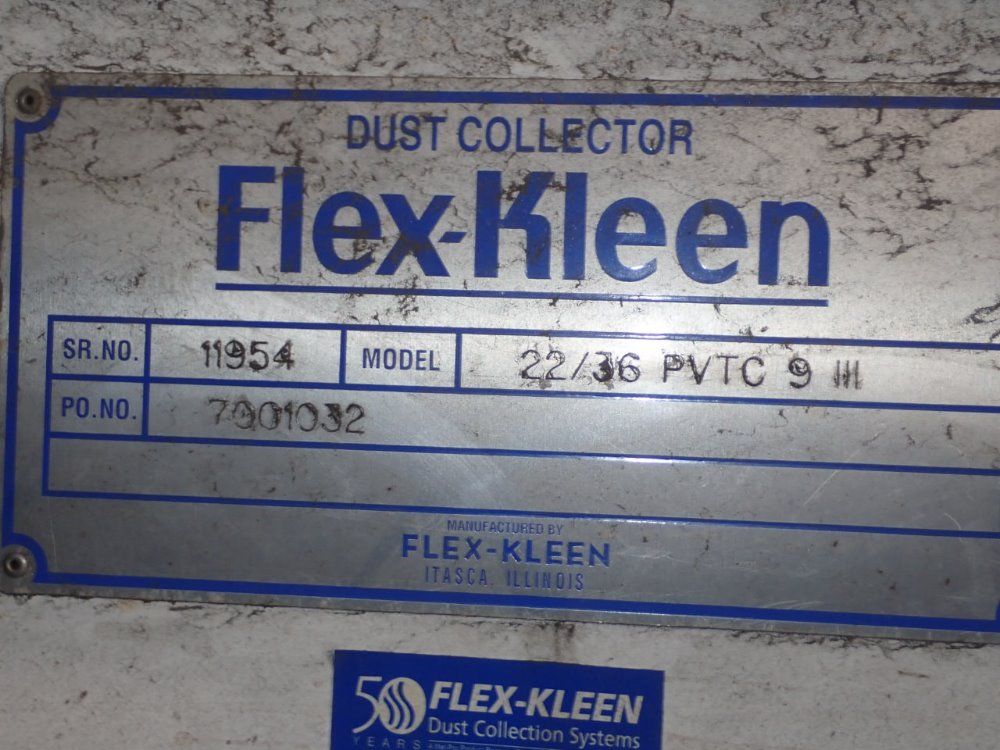 DUST COLLECTOR
Flex-Kleen
SR.NO. 11954 MODEL 22/36 PVTC 9 III
PO.NO. 7001032
MANUFACTURED BY
FLEX-KLEEN
ITASCA, ILLINOIS
50 YEARS
FLEX-KLEEN
Dust Collection Systems